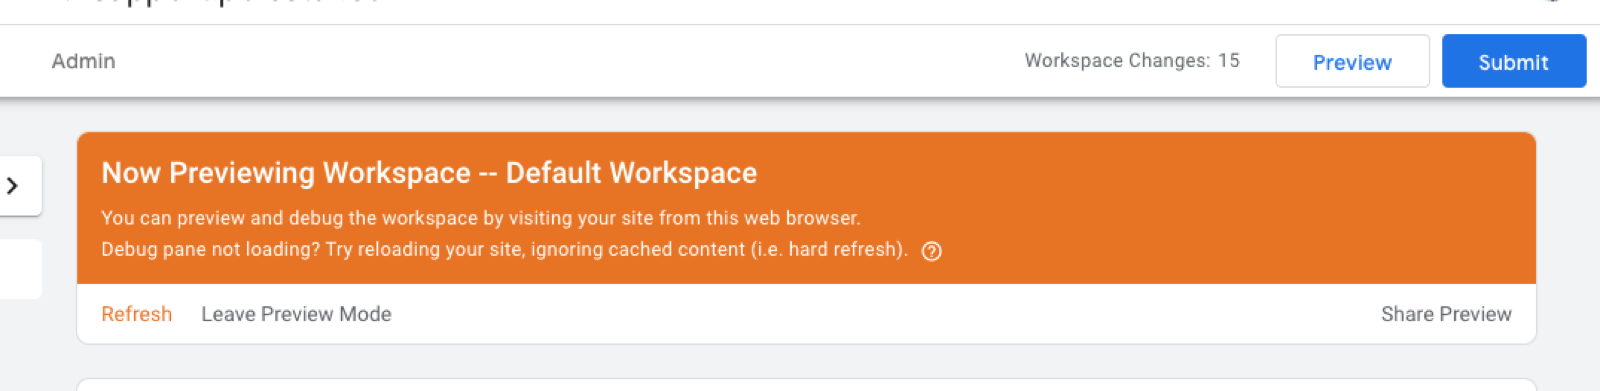 Admin
Workspace Changes: 15
Preview
Submit
Now Previewing Workspace -- Default Workspace
You can preview and debug the workspace by visiting your site from this web browser.
Debug pane not loading? Try reloading your site, ignoring cached content (i.e. hard refresh). ?
Refresh
Leave Preview Mode
Share Preview